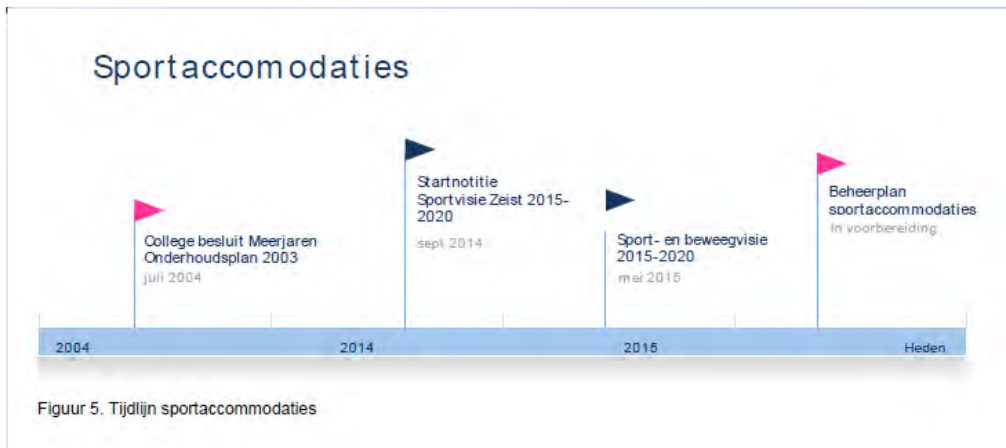 Sportaccomodaties
College besluit Meerjaren
Onderhoudsplan 2003
juli 2004
Startnotitie
Sportvisie Zeist 2015-
2020
sept 2014
Sport- en beweegvisie
2015-2020
mei 2015
Beheerplan
sportaccommodaties
In voorbereiding
2004
2014
2015
Heden
Figuur 5. Tijdlijn sportaccommodaties